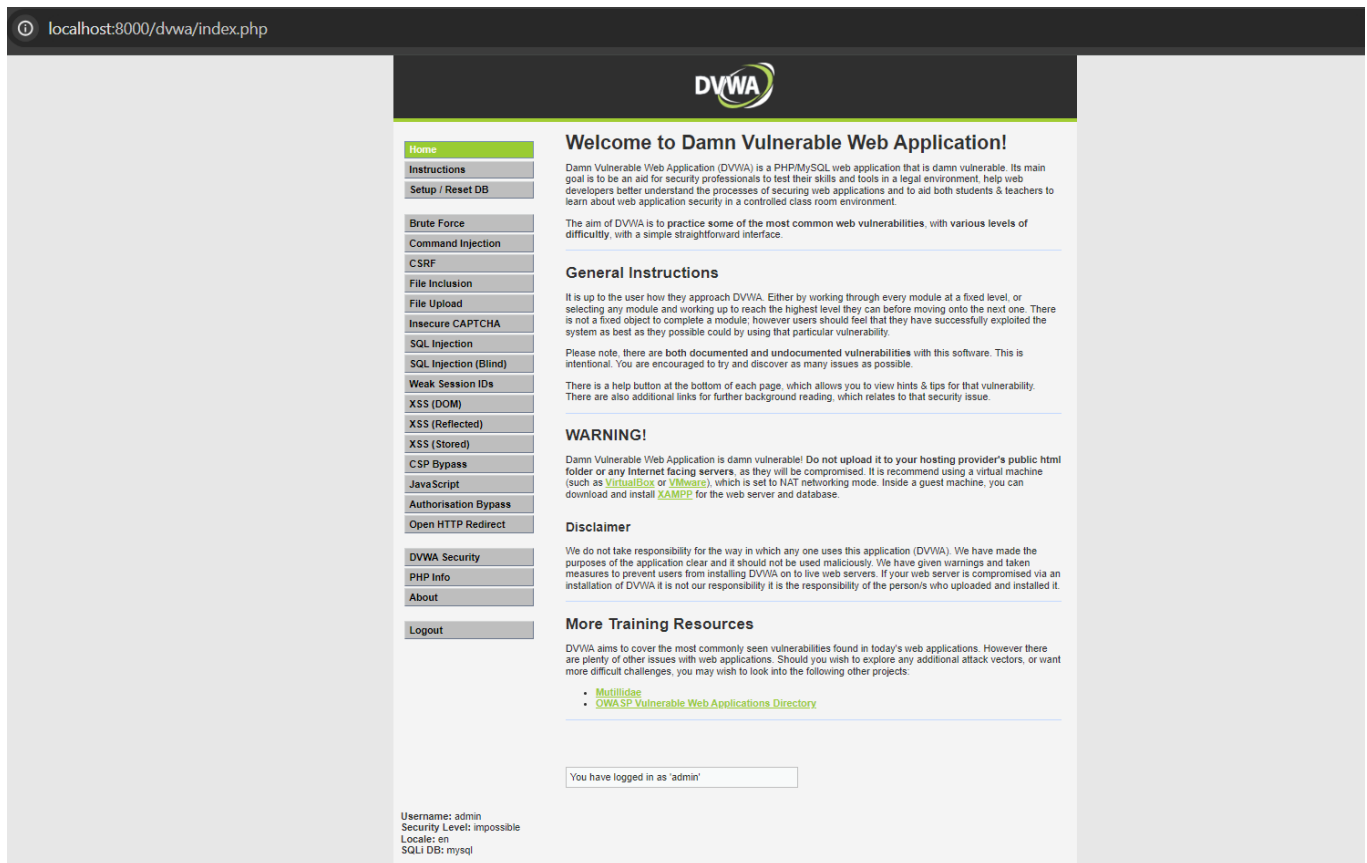 localhost:8000/dvwa/index.php
DVWA
Home
Instructions
Setup / Reset DB
Brute Force
Command Injection
CSRF
File Inclusion
File Upload
Insecure CAPTCHA
SQL Injection
SQL Injection (Blind)
Weak Session IDs
XSS (DOM)
XSS (Reflected)
XSS (Stored)
CSP Bypass
JavaScript
Authorisation Bypass
Open HTTP Redirect
DVWA Security
PHP Info
About
Logout
Welcome to Damn Vulnerable Web Application!
Damn Vulnerable Web Application (DVWA) is a PHP/MySQL web application that is damn vulnerable. Its main
goal is to be an aid for security professionals to test their skills and tools in a legal environment, help web
developers better understand the processes of securing web applications and to aid both students & teachers to
learn about web application security in a controlled class room environment.
The aim of DVWA is to practice some of the most common web vulnerabilities, with various levels of
difficultly, with a simple straightforward interface.
General Instructions
It is up to the user how they approach DVWA. Either by working through every module at a fixed level, or
selecting any module and working up to reach the highest level they can before moving onto the next one. There
is not a fixed object to complete a module; however users should feel that they have successfully exploited the
system as best as they possible could by using that particular vulnerability.
Please note, there are both documented and undocumented vulnerabilities with this software. This is
intentional. You are encouraged to try and discover as many issues as possible.
There is a help button at the bottom of each page, which allows you to view hints & tips for that vulnerability.
There are also additional links for further background reading, which relates to that security issue.
WARNING!
Damn Vulnerable Web Application is damn vulnerable! Do not upload it to your hosting provider's public html
folder or any Internet facing servers, as they will be compromised. It is recommend using a virtual machine
(such as VirtualBox or VMware), which is set to NAT networking mode. Inside a guest machine, you can
download and install XAMPP for the web server and database.
Disclaimer
We do not take responsibility for the way in which any one uses this application (DVWA). We have made the
purposes of the application clear and it should not be used maliciously. We have given warnings and taken
measures to prevent users from installing DVWA on to live web servers. If your web server is compromised via an
installation of DVWA it is not our responsibility it is the responsibility of the person/s who uploaded and installed it.
More Training Resources
DVWA aims to cover the most commonly seen vulnerabilities found in today's web applications. However there
are plenty of other issues with web applications. Should you wish to explore any additional attack vectors, or want
more difficult challenges, you may wish to look into the following other projects:
• Mutillidae
• OWASP Vulnerable Web Applications Directory
You have logged in as 'admin'
Username: admin
Security Level: impossible
Locale: en
SQLi DB: mysql